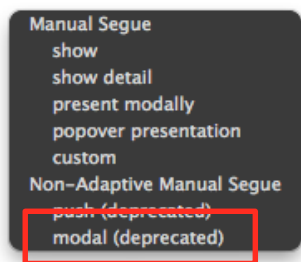 Manual Segue
show
show detail
present modally
popover presentation
custom
Non-Adaptive Manual Segue
push (deprecated)
modal (deprecated)